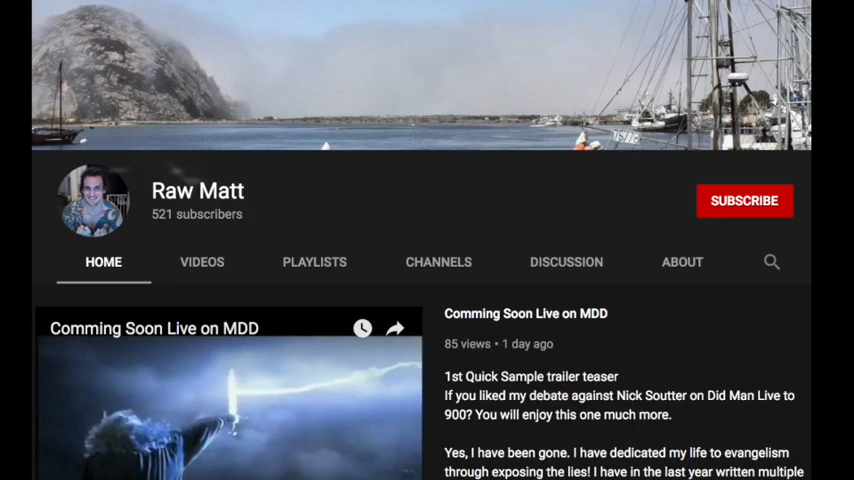 Raw Matt
521 subscribers
SUBSCRIBE
HOME VIDEOS PLAYLISTS CHANNELS DISCUSSION ABOUT
Comming Soon Live on MDD
Comming Soon Live on MDD
85 views • 1 day ago
1st Quick Sample trailer teaser
If you liked my debate against Nick Soutter on Did Man Live to
900? You will enjoy this one much more.
Yes, I have been gone. I have dedicated my life to evangelism
through exposing the lies! I have in the last year written multiple